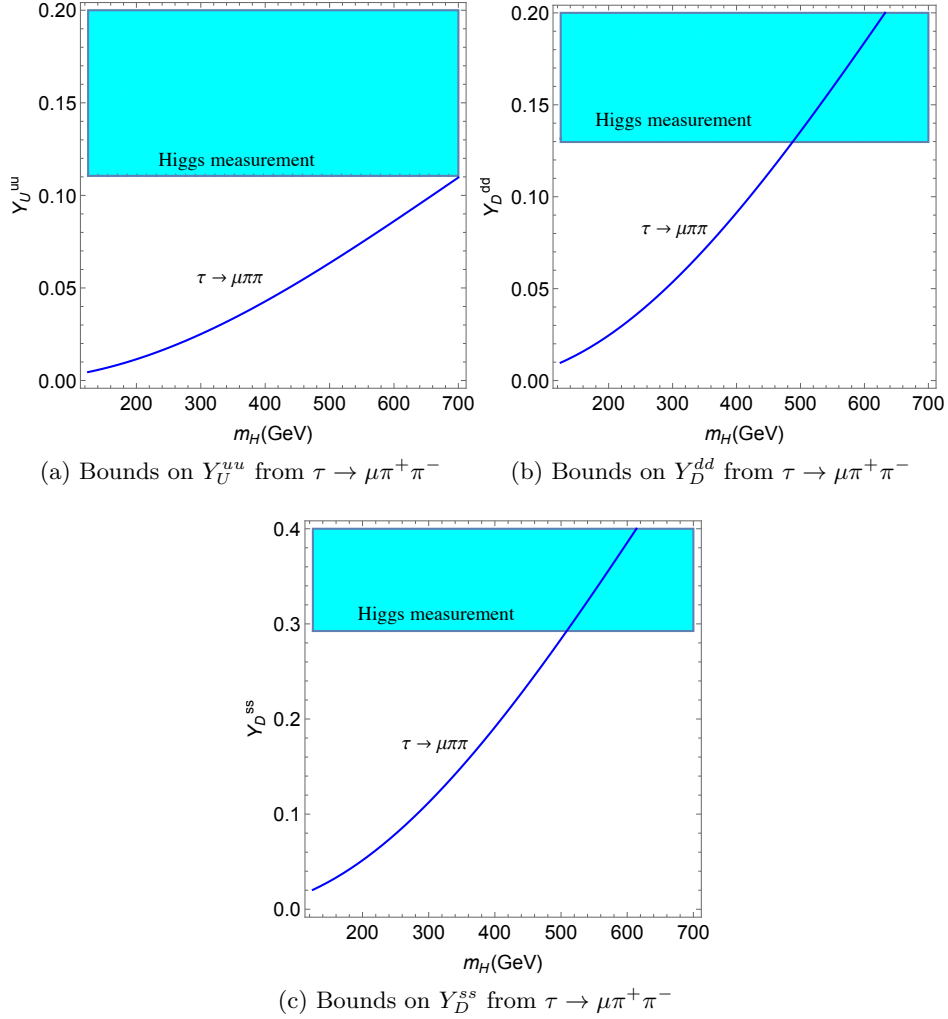 0.20
0.15
0.10
0.05
0.00
Y_U^uu
Higgs measurement
τ → μππ
200 300 400 500 600 700
m_H(GeV)
(a) Bounds on Y_U^{uu} from τ → μπ⁺π⁻
0.20
0.15
0.10
0.05
0.00
Y_D^dd
Higgs measurement
τ → μππ
200 300 400 500 600 700
m_H(GeV)
(b) Bounds on Y_D^{dd} from τ → μπ⁺π⁻
0.4
0.3
0.2
0.1
0.0
Y_D^ss
Higgs measurement
τ → μππ
200 300 400 500 600 700
m_H(GeV)
(c) Bounds on Y_D^{ss} from τ → μπ⁺π⁻